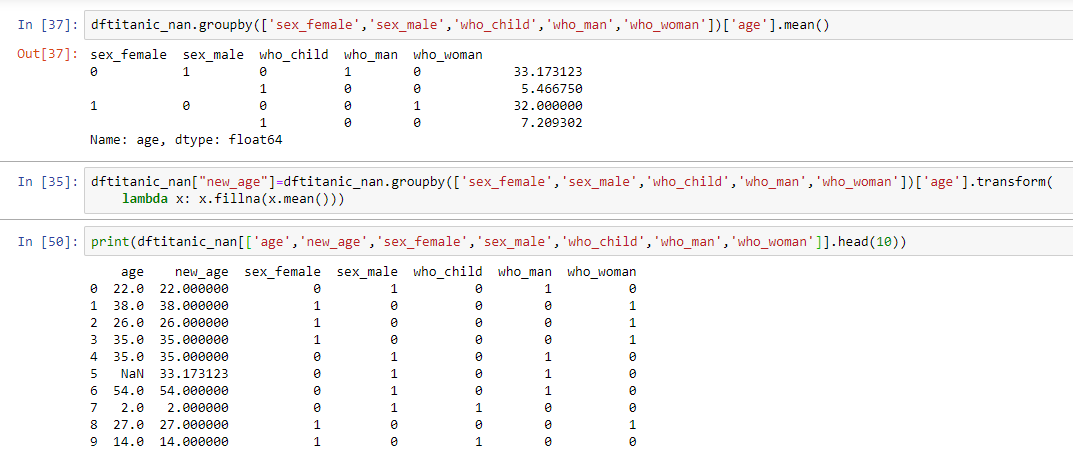 In [37]: dftitanic_nan.groupby(['sex_female','sex_male','who_child','who_man','who_woman'])['age'].mean()
Out[37]: sex_female  sex_male  who_child  who_man  who_woman
0 1 0 1 0 33.173123
1 0 0 5.466750
1 0 0 0 1 32.000000
1 0 0 7.209302
Name: age, dtype: float64
In [35]: dftitanic_nan["new_age"]=dftitanic_nan.groupby(['sex_female','sex_male','who_child','who_man','who_woman'])['age'].transform(
lambda x: x.fillna(x.mean()))
In [50]: print(dftitanic_nan[['age','new_age','sex_female','sex_male','who_child','who_man','who_woman']].head(10))
age new_age sex_female sex_male who_child who_man who_woman
0 22.0 22.000000 0 1 0 1 0
1 38.0 38.000000 1 0 0 0 1
2 26.0 26.000000 1 0 0 0 1
3 35.0 35.000000 1 0 0 0 1
4 35.0 35.000000 0 1 0 1 0
5 NaN 33.173123 0 1 0 1 0
6 54.0 54.000000 0 1 0 1 0
7 2.0 2.000000 0 1 1 0 0
8 27.0 27.000000 1 0 0 0 1
9 14.0 14.000000 1 0 1 0 0